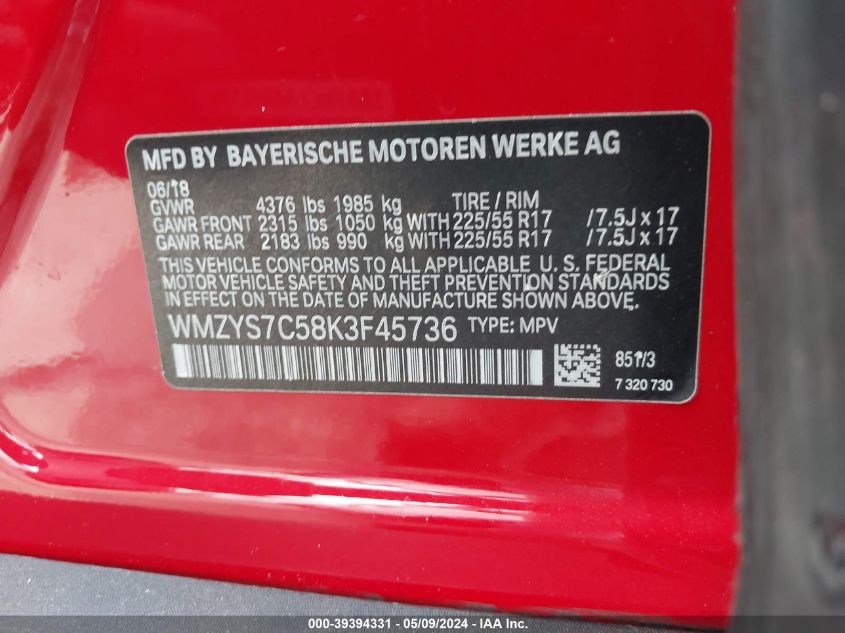 MFD BY BAYERISCHE MOTOREN WERKE AG
06/18
GVWR 4376 lbs 1985 kg TIRE / RIM
GAWR FRONT 2315 lbs 1050 kg WITH 225/55 R17 /7.5J x 17
GAWR REAR 2183 lbs 990 kg WITH 225/55 R17 /7.5J x 17
THIS VEHICLE CONFORMS TO ALL APPLICABLE U. S. FEDERAL
MOTOR VEHICLE SAFETY AND THEFT PREVENTION STANDARDS
IN EFFECT ON THE DATE OF MANUFACTURE SHOWN ABOVE.
WMZYS7C58K3F45736 TYPE: MPV
851/3
7 320 730
000-39394331 - 05/09/2024 - IAA Inc.